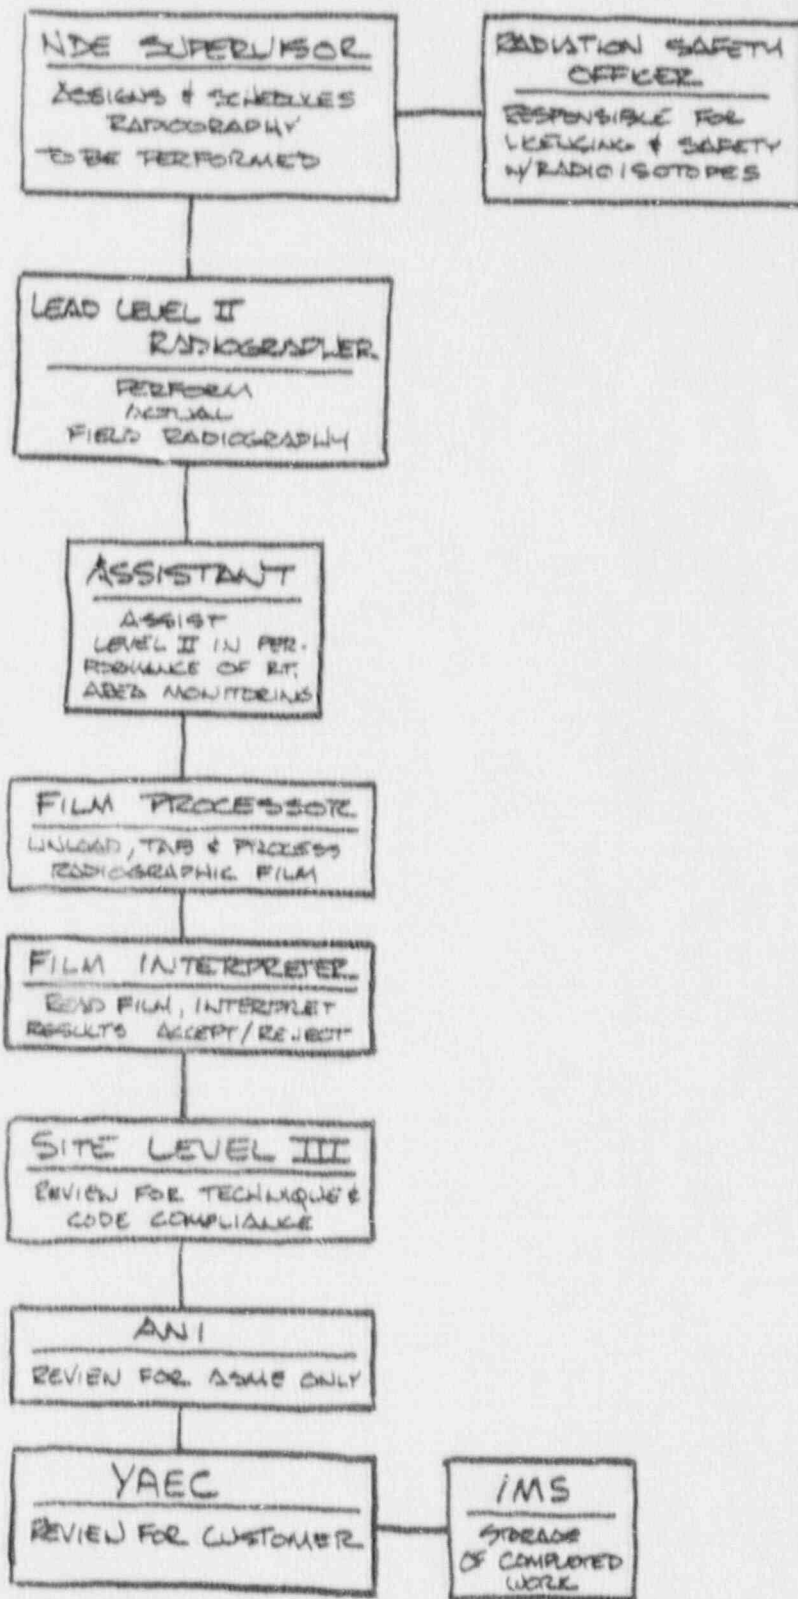 NDE SUPERVISOR
ASSIGNS & SCHEDULES
RADIOGRAPHY
TO BE PERFORMED
RADIATION SAFETY
OFFICER
RESPONSIBLE FOR
LICENSING & SAFETY
W/RADIOISOTOPES
LEAD LEVEL II
RADIOGRAPHER
PERFORM
ACTUAL
FIELD RADIOGRAPHY
ASSISTANT
ASSIST
LEVEL II IN PER-
FORMANCE OF RT.
AREA MONITORING
FILM PROCESSOR
UNLOAD, TAB & PROCESS
RADIOGRAPHIC FILM
FILM INTERPRETER
READ FILM, INTERPRET
RESULTS ACCEPT/REJECT
SITE LEVEL III
REVIEW FOR TECHNIQUE &
CODE COMPLIANCE
ANI
REVIEW FOR ASME ONLY
YAEC
REVIEW FOR CUSTOMER
IMS
STORAGE
OF COMPLETED
WORK